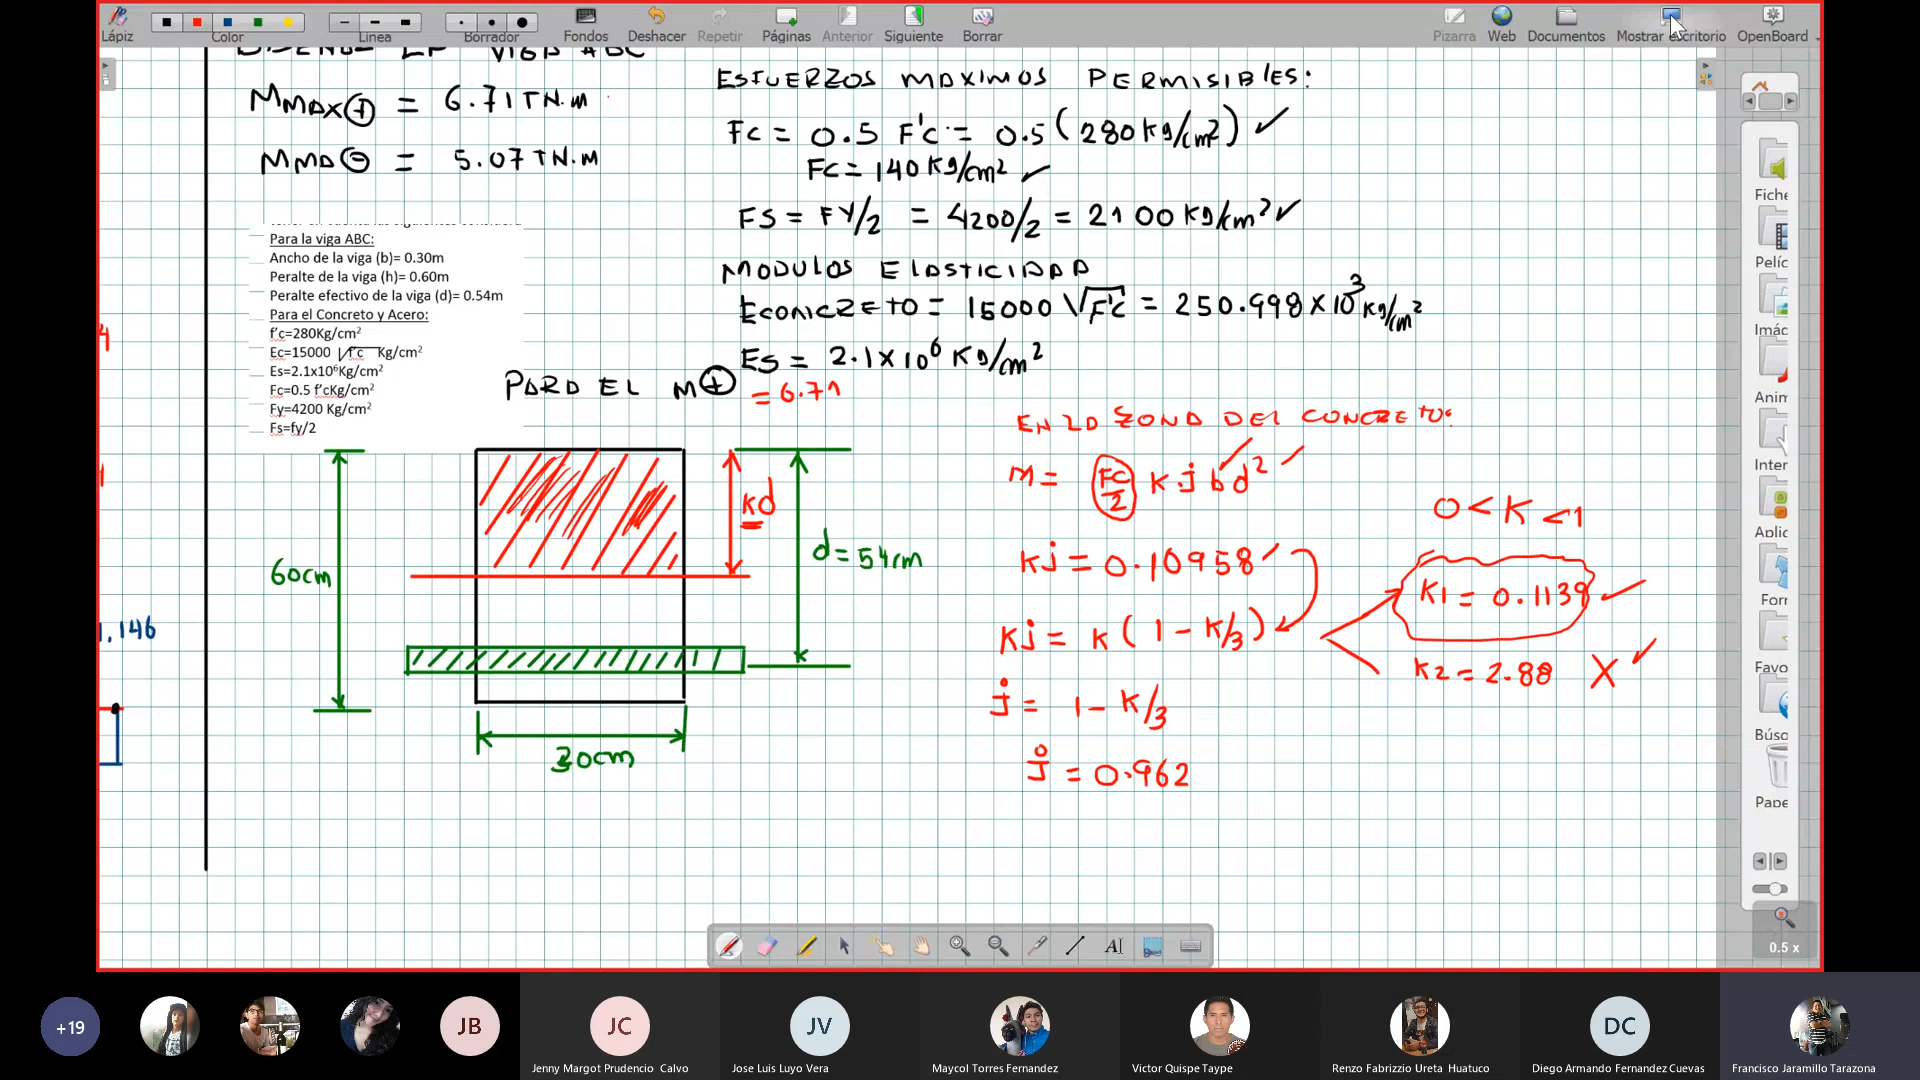 Lápiz
Color
Linea
Borrador
Fondos
Deshacer
Repetir
Páginas
Anterior
Siguiente
Borrar
Pizarra
Web
Documentos
Mostrar escritorio
OpenBoard
VIGA ABC
MMAX⊕ = 6.71 TN.m
MMA⊖ = 5.07 TN.m
Para la viga ABC:
Ancho de la viga (b)= 0.30m
Peralte de la viga (h)= 0.60m
Peralte efectivo de la viga (d)= 0.54m
Para el Concreto y Acero:
f'c=280Kg/cm²
Ec=15000 √f'c Kg/cm²
Es=2.1x10⁶Kg/cm²
Fc=0.5 f'cKg/cm²
Fy=4200 Kg/cm²
Fs=fy/2
ESFUERZOS MAXIMOS PERMISIBLES:
Fc = 0.5 F'c = 0.5 (280 Kg/cm²) ✓
Fc = 140 Kg/cm² ✓
FS = FY/2 = 4200/2 = 2100 Kg/cm² ✓
MODULOS ELASTICIDAD
ECONCRETO = 15000 √F'C = 250.998 x 10³ Kg/cm²
ES = 2.1 x 10⁶ KG/cm²
PARA EL M⊕ = 6.71
60cm
30cm
kd
d = 54cm
1.146
EN LA ZONA DEL CONCRETO:
M = Fc/2 k.j b d² ✓
kj = 0.10958 ✓
kj = k ( 1 - k/3 )
j = 1 - k/3
j = 0.962
0 < K < 1
K1 = 0.1139 ✓
K2 = 2.88 X ✓
Fiche
Pelíc
Imác
Anim
Inter
Aplic
Forr
Favo
Búsq
Pape
0.5 x
+19
JB
JC
JV
DC
Jenny Margot Prudencio Calvo
Jose Luis Luyo Vera
Maycol Torres Fernandez
Victor Quispe Taype
Renzo Fabrizzio Ureta Huatuco
Diego Armando Fernandez Cuevas
Francisco Jaramillo Tarazona